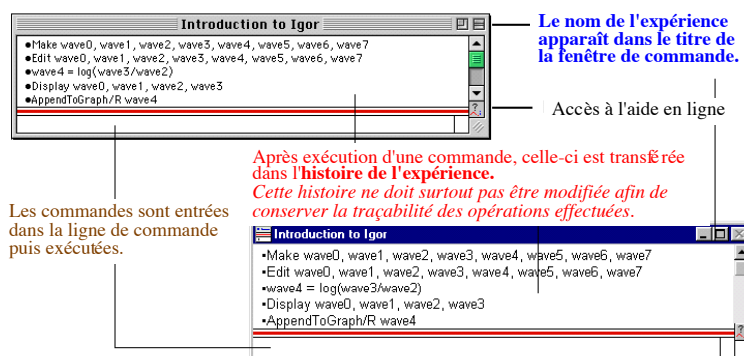 Introduction to Igor
•Make wave0, wave1, wave2, wave3, wave4, wave5, wave6, wave7
•Edit wave0, wave1, wave2, wave3, wave4, wave5, wave6, wave7
•wave4 = log(wave3/wave2)
•Display wave0, wave1, wave2, wave3
•AppendToGraph/R wave4
Le nom de l'expérience
apparaît dans le titre de
la fenêtre de commande.
Accès à l'aide en ligne
Après exécution d'une commande, celle-ci est transférée
dans l'histoire de l'expérience.
Cette histoire ne doit surtout pas être modifiée afin de
conserver la traçabilité des opérations effectuées.
Les commandes sont entrées
dans la ligne de commande
puis exécutées.
Introduction to Igor
•Make wave0, wave1, wave2, wave3, wave4, wave5, wave6, wave7
•Edit wave0, wave1, wave2, wave3, wave4, wave5, wave6, wave7
•wave4 = log(wave3/wave2)
•Display wave0, wave1, wave2, wave3
•AppendToGraph/R wave4